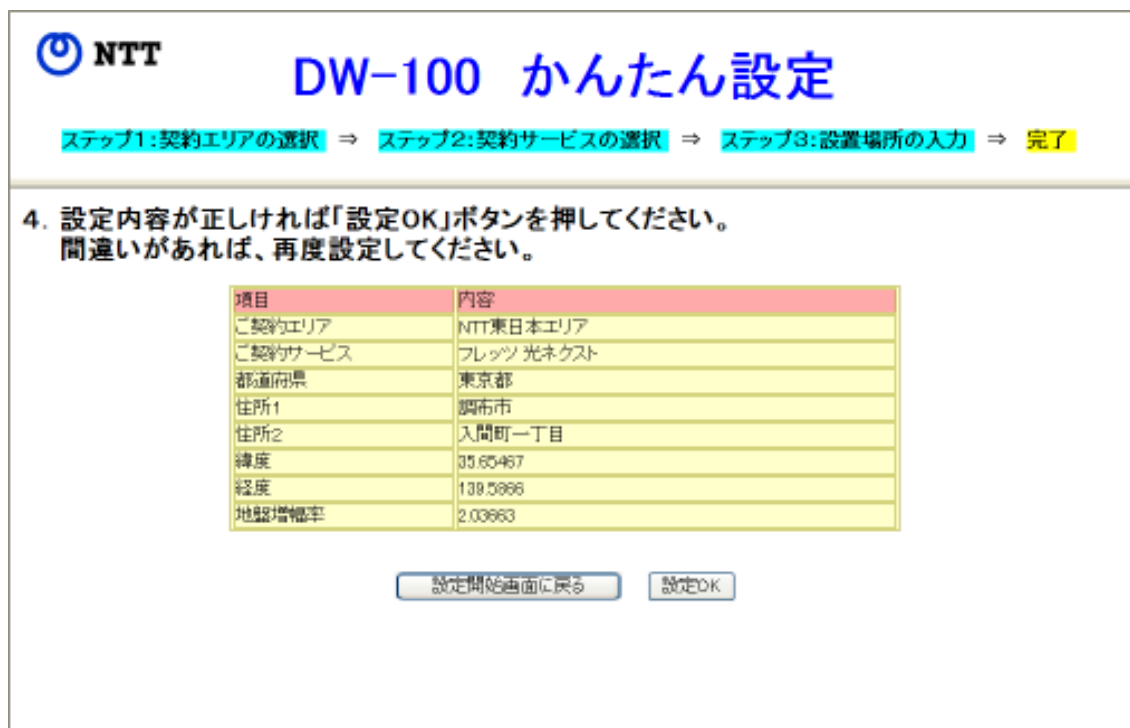 NTT
DW-100 かんたん設定
ステップ1:契約エリアの選択 ⇒ ステップ2:契約サービスの選択 ⇒ ステップ3:設置場所の入力 ⇒ 完了
4. 設定内容が正しければ「設定OK」ボタンを押してください。
間違いがあれば、再度設定してください。
項目 内容
ご契約エリア NTT東日本エリア
ご契約サービス フレッツ 光ネクスト
都道府県 東京都
住所1 調布市
住所2 入間町一丁目
緯度 35.65467
経度 139.5866
地盤増幅率 2.03663
設定開始画面に戻る 設定OK